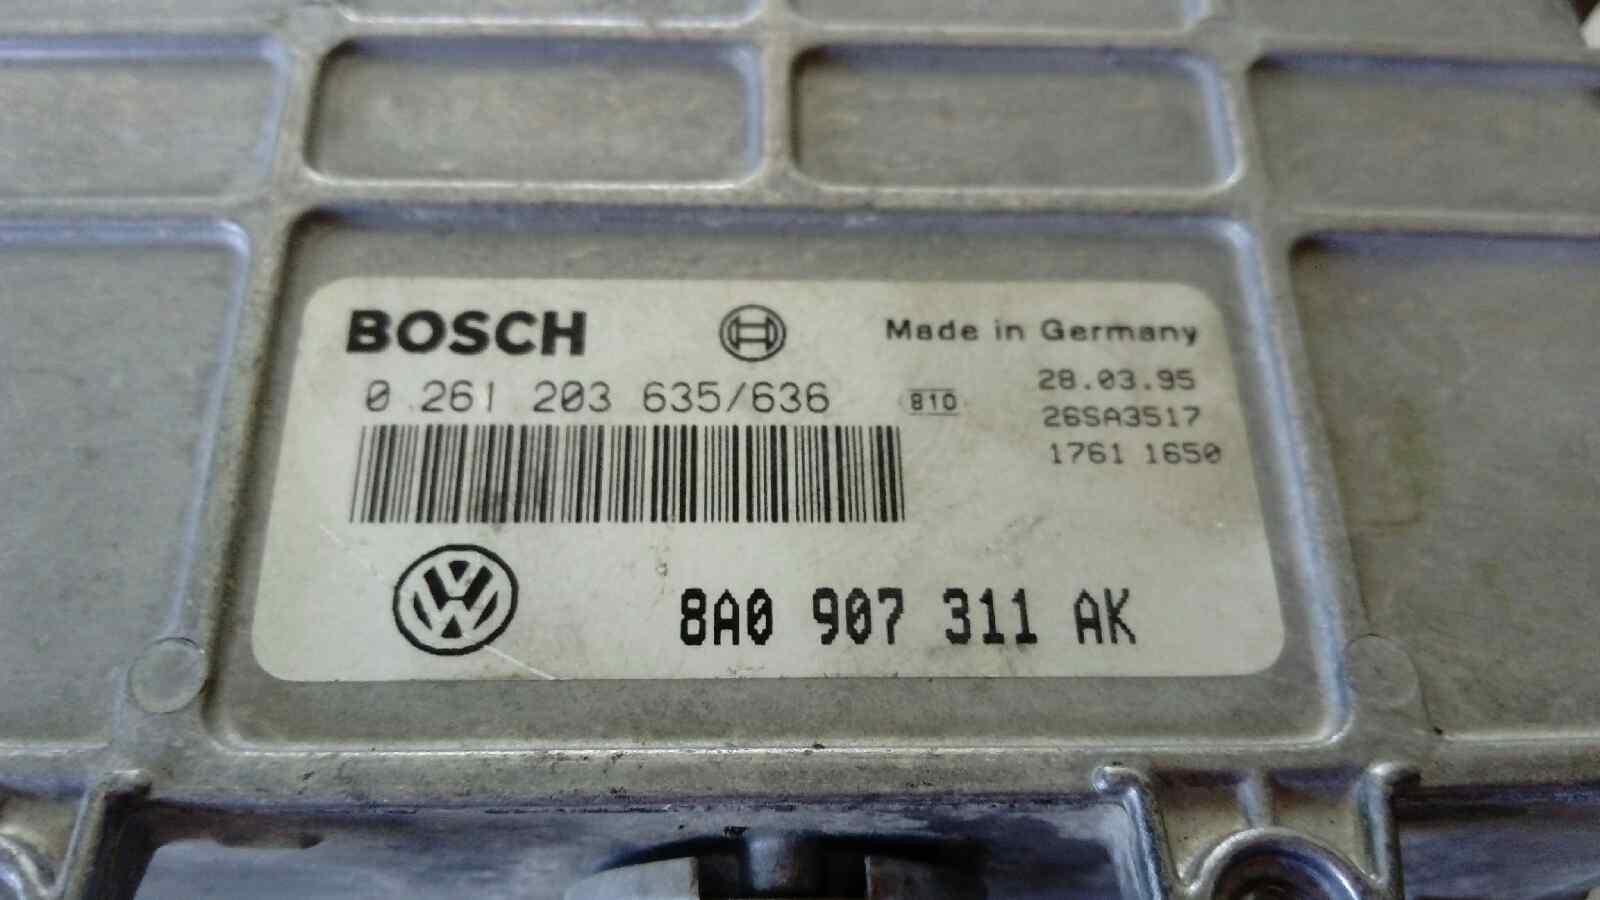 BOSCH
Made in Germany
0 261 203 635/636
810
28.03.95
26SA3517
1761 1650
8A0 907 311 AK